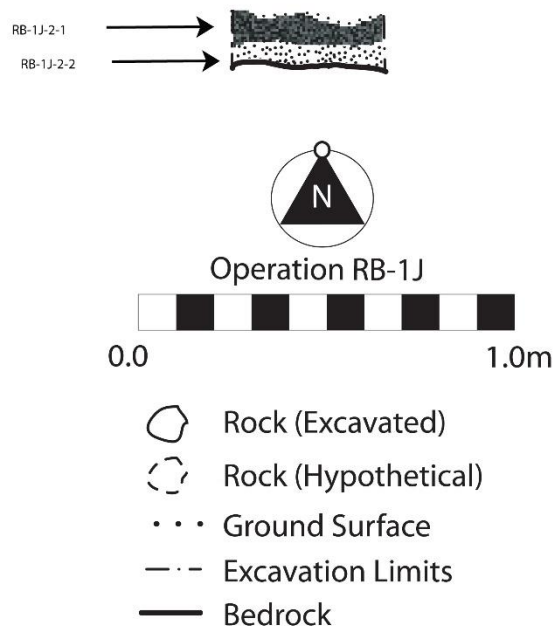 RB-1J-2-1
RB-1J-2-2
N
Operation RB-1J
0.0 1.0m
Rock (Excavated)
Rock (Hypothetical)
Ground Surface
Excavation Limits
Bedrock